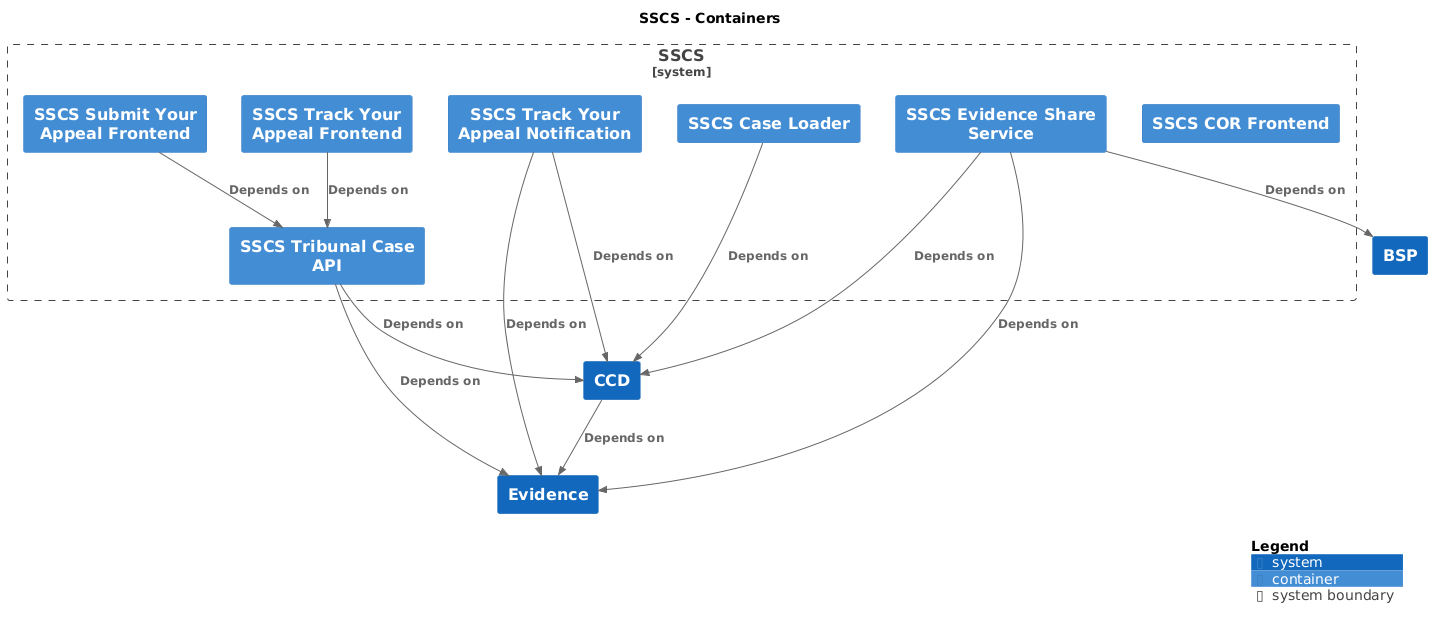 SSCS - Containers
SSCS
[system]
SSCS Submit Your
Appeal Frontend
SSCS Track Your
Appeal Frontend
SSCS Track Your
Appeal Notification
SSCS Case Loader
SSCS Evidence Share
Service
SSCS COR Frontend
Depends on
Depends on
Depends on
SSCS Tribunal Case
API
Depends on
Depends on
Depends on
BSP
Depends on
Depends on
Depends on
CCD
Depends on
Depends on
Evidence
Legend
system
container
system boundary